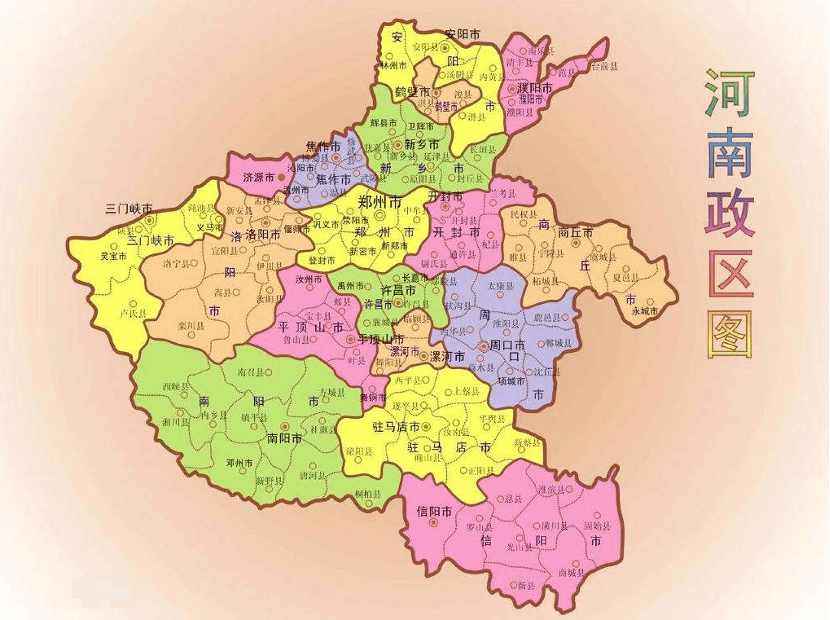 河南政区图
安阳市
安阳市
安阳县
林州市
汤阴县
内黄县
滑县
鹤壁市
鹤壁市
浚县
淇县
南乐县
清丰县
范县
台前县
濮阳市
濮阳市
濮阳县
辉县市
卫辉市
新乡市
新乡市
新乡县
延津县
获嘉县
原阳县
封丘县
长垣县
焦作市
焦作市
修武县
博爱县
沁阳市
武陟县
温县
孟州市
济源市
三门峡市
三门峡市
渑池县
义马市
陕县
灵宝市
卢氏县
洛阳市
洛阳市
新安县
孟津县
偃师市
宜阳县
洛宁县
伊川县
嵩县
汝阳县
栾川县
郑州市
郑州市
巩义市
荥阳市
中牟县
新密市
新郑市
登封市
开封市
开封市
兰考县
开封县
杞县
通许县
尉氏县
商丘市
商丘市
民权县
睢县
宁陵县
虞城县
柘城县
夏邑县
永城市
许昌市
许昌市
禹州市
长葛市
许昌县
鄢陵县
襄城县
平顶山市
平顶山市
汝州市
郏县
宝丰县
鲁山县
叶县
舞钢市
漯河市
漯河市
临颍县
舞阳县
周口市
周口市
扶沟县
太康县
西华县
淮阳县
鹿邑县
郸城县
商水县
项城市
沈丘县
南阳市
南阳市
南召县
方城县
西峡县
淅川县
内乡县
镇平县
社旗县
邓州市
新野县
唐河县
桐柏县
驻马店市
驻马店市
西平县
上蔡县
遂平县
平舆县
汝南县
新蔡县
确山县
泌阳县
正阳县
信阳市
信阳市
息县
淮滨县
罗山县
潢川县
固始县
光山县
商城县
新县